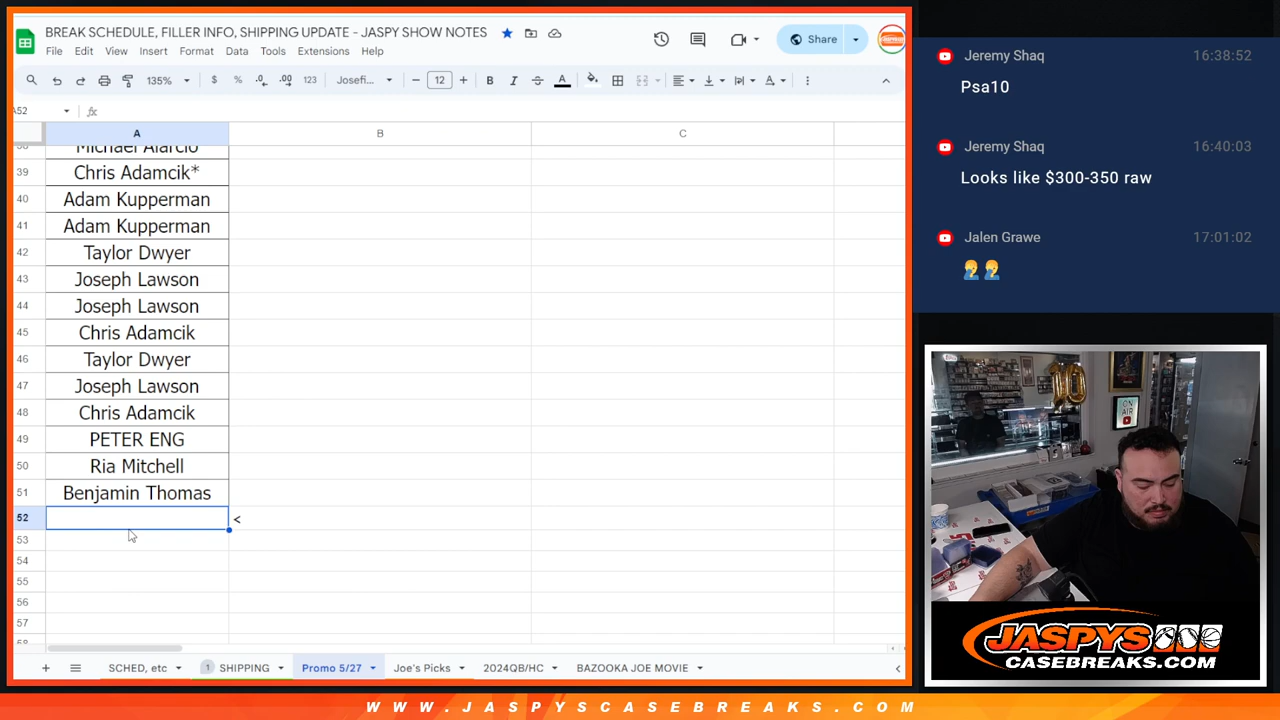 BREAK SCHEDULE, FILLER INFO, SHIPPING UPDATE - JASPY SHOW NOTES
File Edit View Insert Format Data Tools Extensions Help
Share
135% $ % .0 .00 123 Josefi... 12 B I A
A52 fx
A B C
38 Michael Alarcio
39 Chris Adamcik*
40 Adam Kupperman
41 Adam Kupperman
42 Taylor Dwyer
43 Joseph Lawson
44 Joseph Lawson
45 Chris Adamcik
46 Taylor Dwyer
47 Joseph Lawson
48 Chris Adamcik
49 PETER ENG
50 Ria Mitchell
51 Benjamin Thomas
52 <
53
54
55
56
57
58
SCHED, etc 1 SHIPPING Promo 5/27 Joe's Picks 2024QB/HC BAZOOKA JOE MOVIE
Jeremy Shaq 16:38:52
Psa10
Jeremy Shaq 16:40:03
Looks like $300-350 raw
Jalen Grawe 17:01:02
10
ON AIR
JASPYS
CASEBREAKS.COM
WWW.JASPYSCASEBREAKS.COM